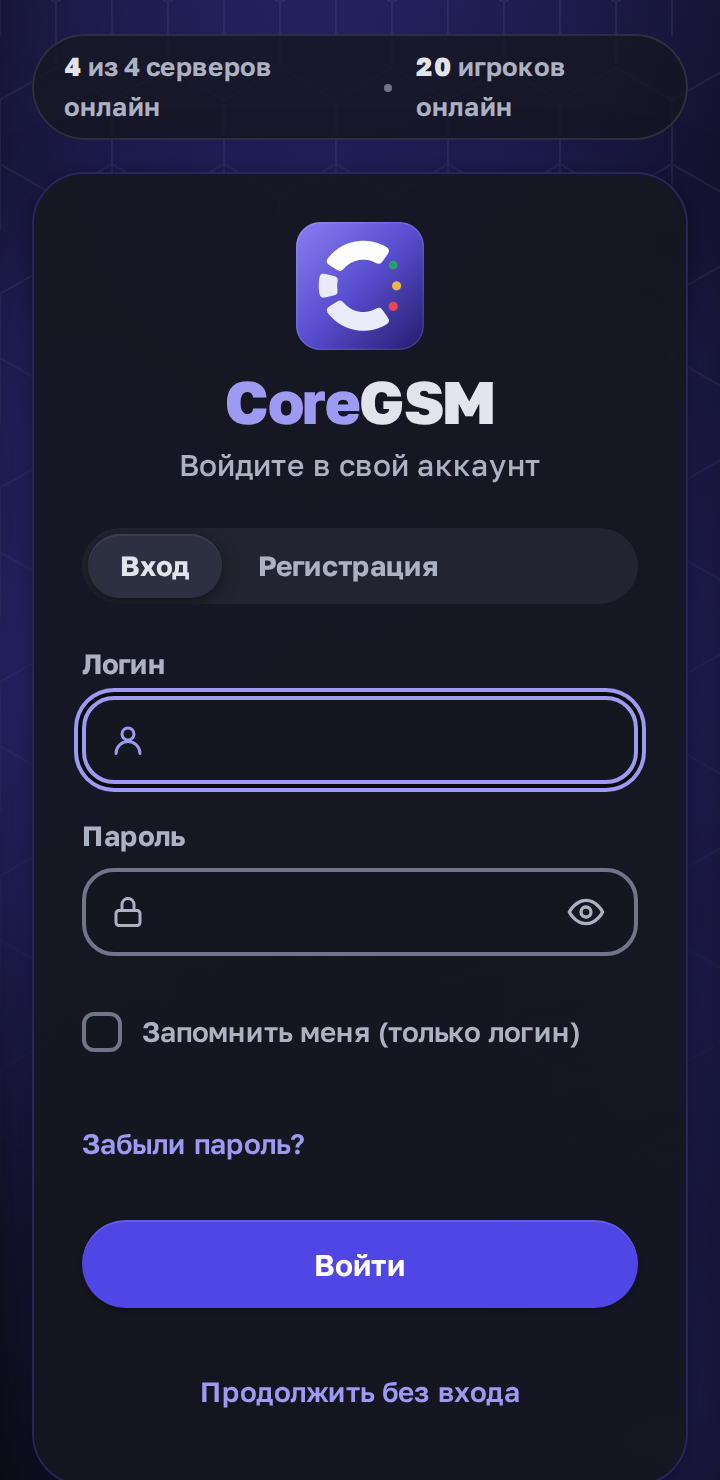 4 из 4 серверов онлайн
20 игроков онлайн
CoreGSM
Войдите в свой аккаунт
Вход
Регистрация
Логин
Пароль
Запомнить меня (только логин)
Забыли пароль?
Войти
Продолжить без входа